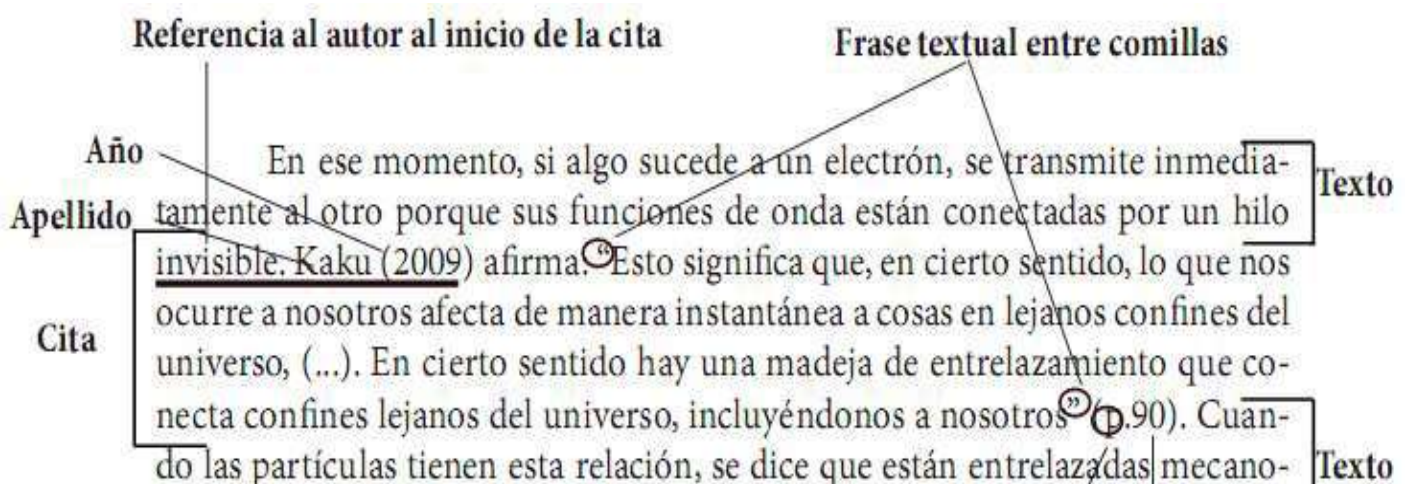 Referencia al autor al inicio de la cita
Frase textual entre comillas
Año
Apellido
Cita
En ese momento, si algo sucede a un electrón, se transmite inmedia-
tamente al otro porque sus funciones de onda están conectadas por un hilo
invisible. Kaku (2009) afirma: “Esto significa que, en cierto sentido, lo que nos
ocurre a nosotros afecta de manera instantánea a cosas en lejanos confines del
universo, (...). En cierto sentido hay una madeja de entrelazamiento que co-
necta confines lejanos del universo, incluyéndonos a nosotros” (p.90). Cuan-
do las partículas tienen esta relación, se dice que están entrelazadas mecano-
Texto
Texto